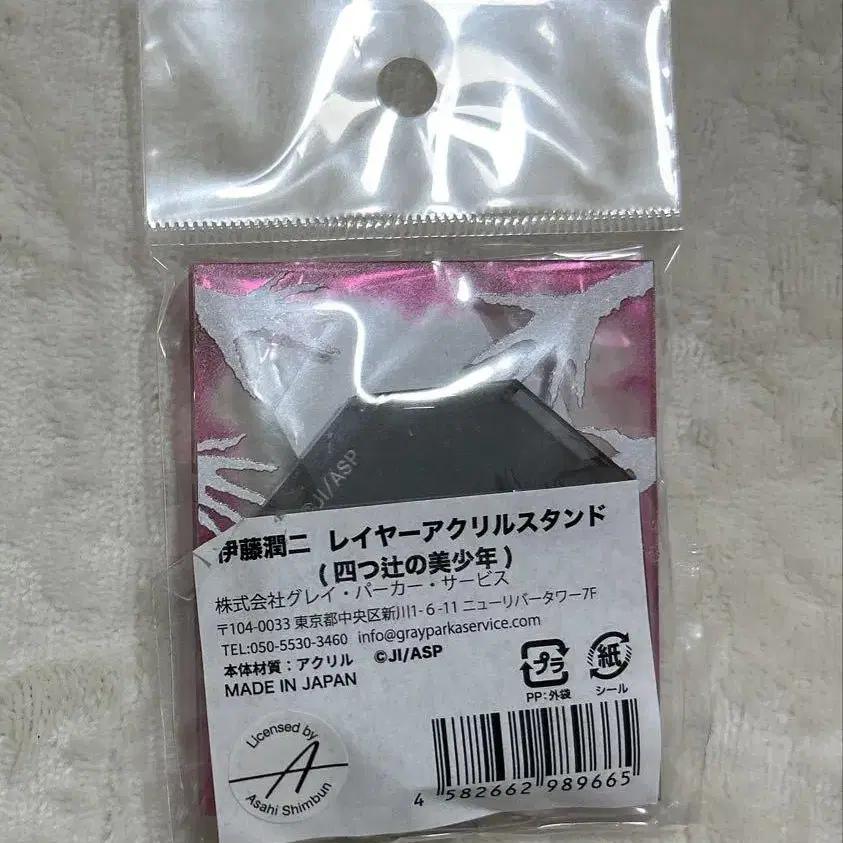 ©JI/ASP
伊藤潤二 レイヤーアクリルスタンド
(四つ辻の美少年)
株式会社グレイ・パーカー・サービス
〒104-0033 東京都中央区新川1-6-11 ニューリバータワー7F
TEL:050-5530-3460 info@grayparkaservice.com
本体材質:アクリル ©JI/ASP
MADE IN JAPAN
プラ
PP:外袋
紙
シール
Licensed by
A
Asahi Shimbun
4 582662 989665